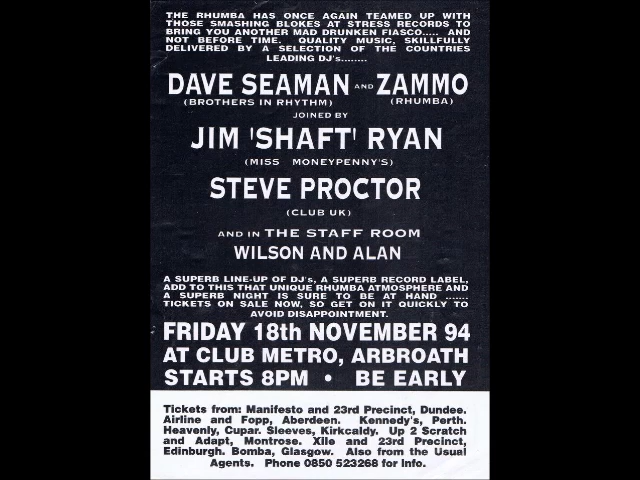 THE RHUMBA HAS ONCE AGAIN TEAMED UP WITH
THOSE SMASHING BLOKES AT STRESS RECORDS TO
BRING YOU ANOTHER MAD DRUNKEN FIASCO..... AND
NOT BEFORE TIME. QUALITY MUSIC, SKILLFULLY
DELIVERED BY A SELECTION OF THE COUNTRIES
LEADING DJ's........
DAVE SEAMAN AND ZAMMO
(BROTHERS IN RHYTHM) (RHUMBA)
JOINED BY
JIM 'SHAFT' RYAN
(MISS MONEYPENNY'S)
STEVE PROCTOR
(CLUB UK)
AND IN THE STAFF ROOM
WILSON AND ALAN
A SUPERB LINE-UP OF DJ's, A SUPERB RECORD LABEL,
ADD TO THIS THAT UNIQUE RHUMBA ATMOSPHERE AND
A SUPERB NIGHT IS SURE TO BE AT HAND .......
TICKETS ON SALE NOW, SO GET ON IT QUICKLY TO
AVOID DISAPPOINTMENT.
FRIDAY 18th NOVEMBER 94
AT CLUB METRO, ARBROATH
STARTS 8PM • BE EARLY
Tickets from: Manifesto and 23rd Precinct, Dundee.
Airline and Fopp, Aberdeen. Kennedy's, Perth.
Heavenly, Cupar. Sleeves, Kirkcaldy. Up 2 Scratch
and Adapt, Montrose. Xile and 23rd Precinct,
Edinburgh. Bomba, Glasgow. Also from the Usual
Agents. Phone 0850 523268 for info.